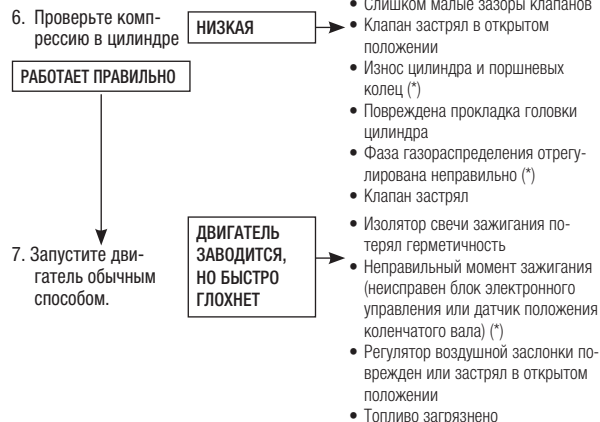 6. Проверьте комп-
рессию в цилиндре
НИЗКАЯ
• Слишком малые зазоры клапанов
• Клапан застрял в открытом
положении
• Износ цилиндра и поршневых
колец (*)
• Повреждена прокладка головки
цилиндра
• Фаза газораспределения отрегу-
лирована неправильно (*)
• Клапан застрял
РАБОТАЕТ ПРАВИЛЬНО
7. Запустите дви-
гатель обычным
способом.
ДВИГАТЕЛЬ
ЗАВОДИТСЯ,
НО БЫСТРО
ГЛОХНЕТ
• Изолятор свечи зажигания по-
терял герметичность
• Неправильный момент зажигания
(неисправен блок электронного
управления или датчик положения
коленчатого вала) (*)
• Регулятор воздушной заслонки по-
врежден или застрял в открытом
положении
• Топливо загрязнено